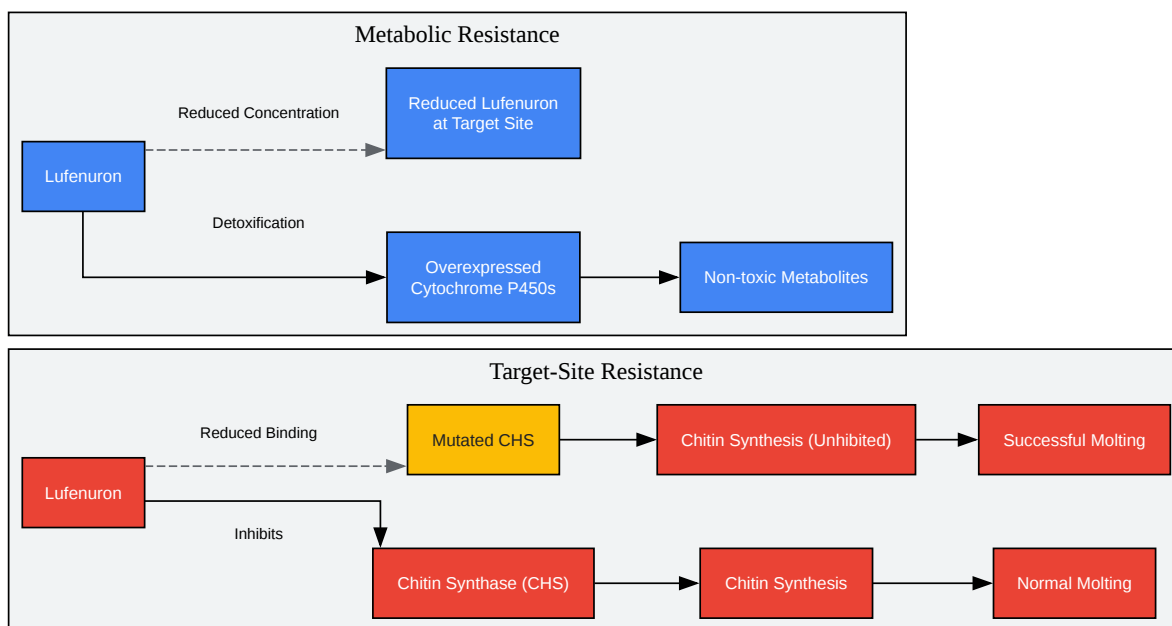 Metabolic Resistance
Reduced Concentration
Reduced Lufenuron
at Target Site
Lufenuron
Detoxification
Overexpressed
Cytochrome P450s
Non-toxic Metabolites
Target-Site Resistance
Reduced Binding
Mutated CHS
Chitin Synthesis (Unhibited)
Successful Molting
Lufenuron
Inhibits
Chitin Synthase (CHS)
Chitin Synthesis
Normal Molting